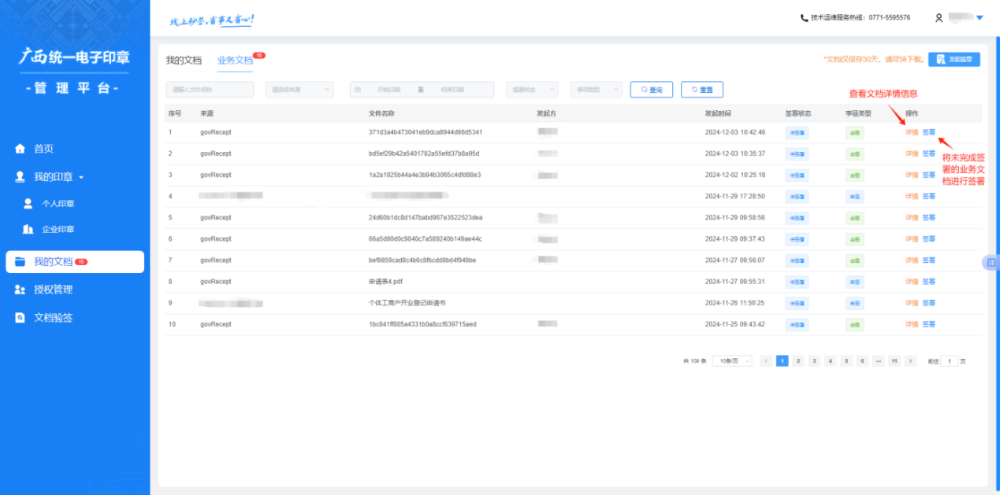 线上钞签，省事又省心！
技术运维服务热线：0771-5595576
广西统一电子印章
-管理平台-
首页
我的印章
个人印章
企业印章
我的文档 18
授权管理
文档验签
我的文档 业务文档 18
*文档仅保存30天，请尽快下载。 发起盖章
请输入文件名称 请选择来源 开始日期 至 结束日期 签署状态 事项类型 查询 重置
查看文档详情信息
序号 来源 文件名称 发起方 发起时间 签署状态 事项类型 操作
1 govRecept 371d3a4b473041eb9dca8944d98d5341 2024-12-03 10:42:46 待签署 会签 详情 签署
2 govRecept bd5ef29b42a5401782a55efd37b8a95d 2024-12-03 10:35:37 待签署 会签 详情 签署
将未完成签
署的业务文
档进行签署
3 govRecept 1a2a1925b44a4e3b94b3065c4dfd88e3 2024-12-02 10:25:18 待签署 会签 详情 签署
4 2024-11-29 17:28:50 待签署 单签 详情 签署
5 govRecept 24d60b1dc8d147babd967e3522523dea 2024-11-29 09:58:56 待签署 会签 详情 签署
6 govRecept 66a5d80d0c9840c7a589240b149ae44c 2024-11-29 09:37:43 待签署 会签 详情 签署
7 govRecept bef9859cad8c4b6c8fbcdd8bd4f949be 2024-11-27 09:56:07 待签署 会签 详情 签署
8 govRecept 申请表4.pdf 2024-11-27 09:55:31 待签署 单签 详情 签署
9 个体工商户开业登记申请书 2024-11-26 11:50:25 待签署 单签 详情 签署
10 govRecept 1bc841ff865a4331b0a8ccf639715aed 2024-11-25 09:43:42 待签署 会签 详情 签署
共 109 条 10条/页 < 1 2 3 4 5 6 ··· 11 > 前往 1 页